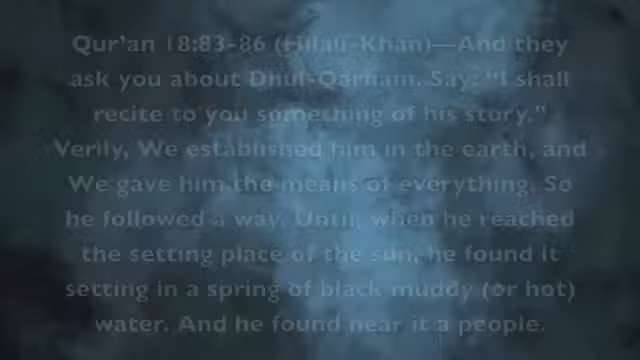 Qur'an 18:83-86 (Hilali-Khan)—And they
ask you about Dhul-Qarnain. Say: "I shall
recite to you something of his story."
Verily, We established him in the earth, and
We gave him the means of everything. So
he followed a way. Until, when he reached
the setting place of the sun, he found it
setting in a spring of black muddy (or hot)
water. And he found near it a people.